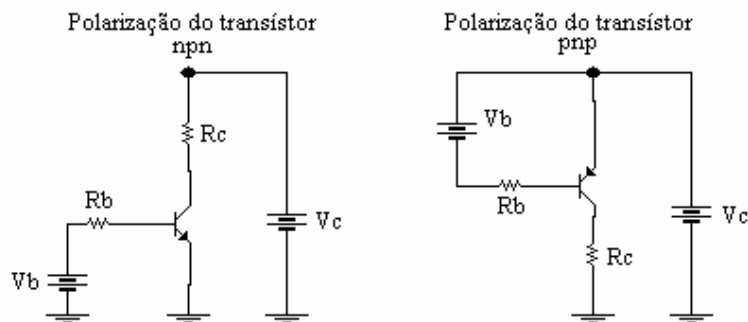 Polarização do transístor
npn
Rc
Rb
Vc
Vb
Polarização do transístor
pnp
Vb
Rb
Vc
Rc